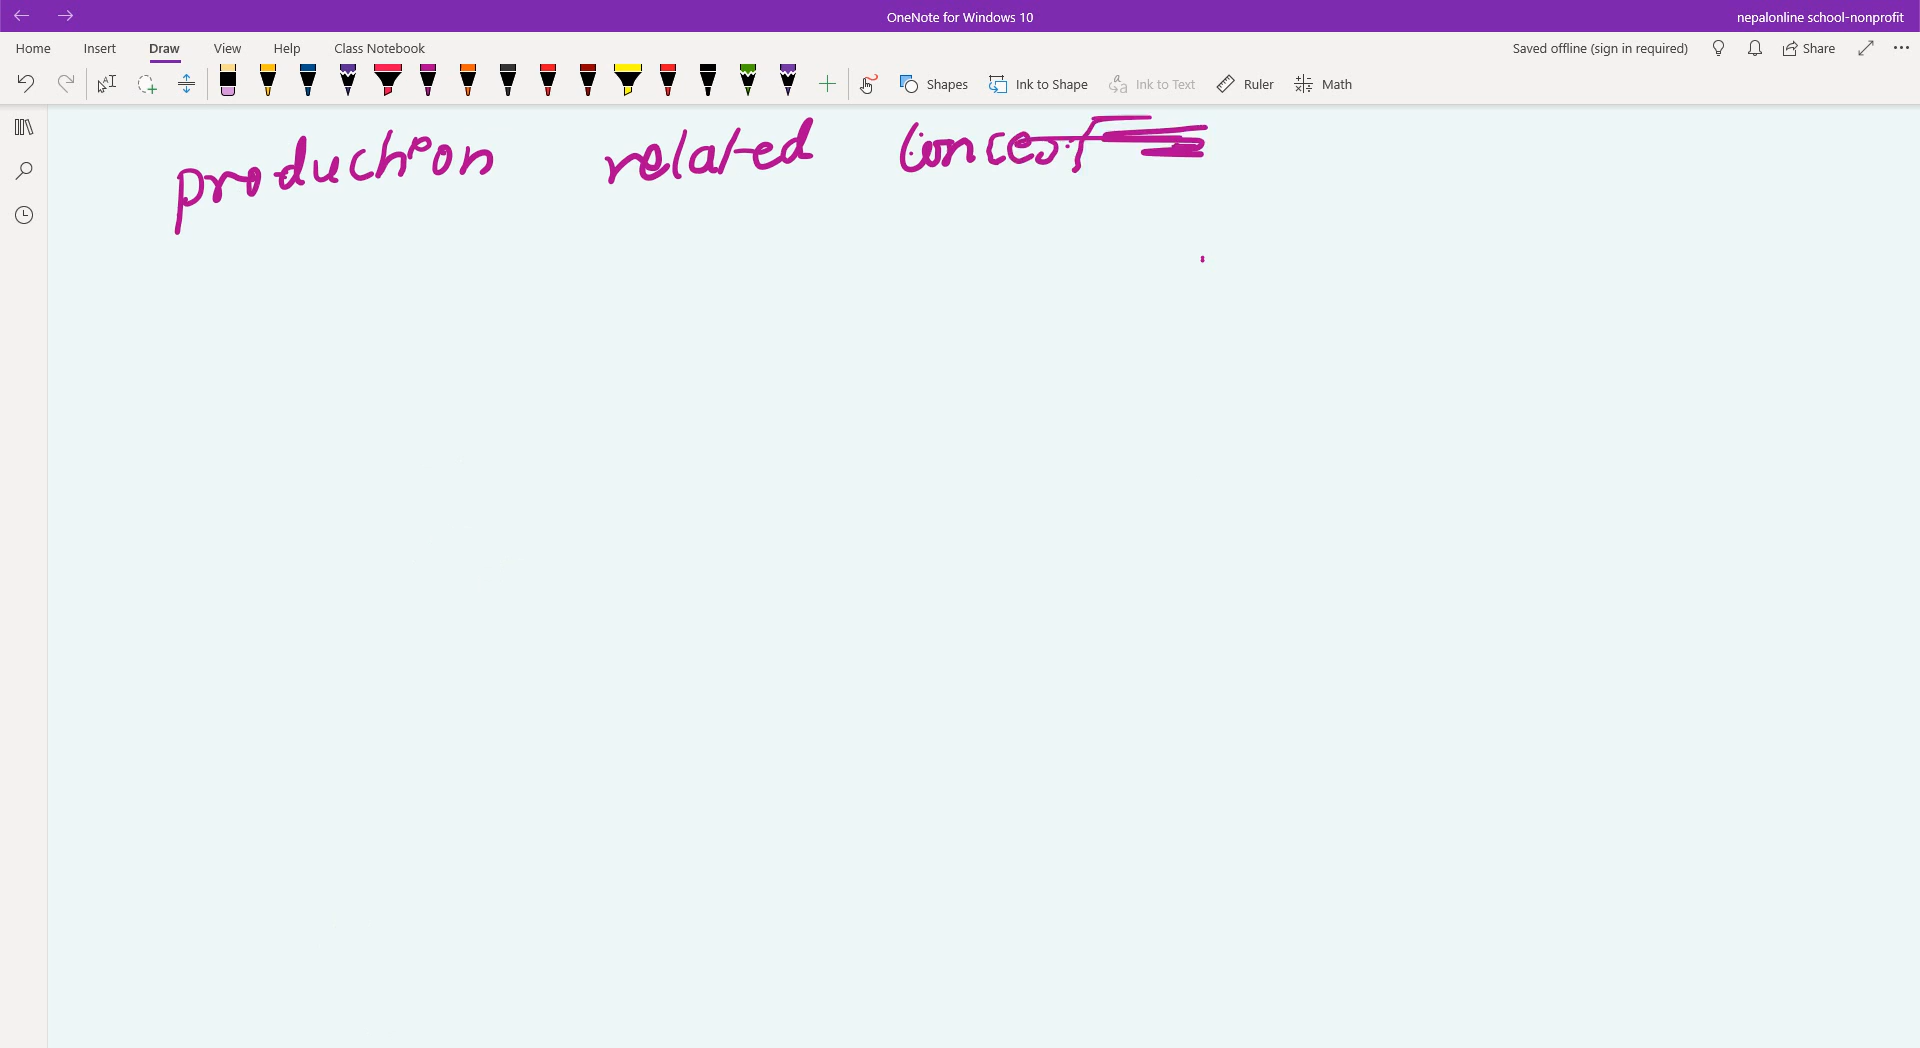 OneNote for Windows 10
nepalonline school-nonprofit
Home Insert Draw View Help Class Notebook
Saved offline (sign in required) Share
Shapes Ink to Shape Ink to Text Ruler Math
production related